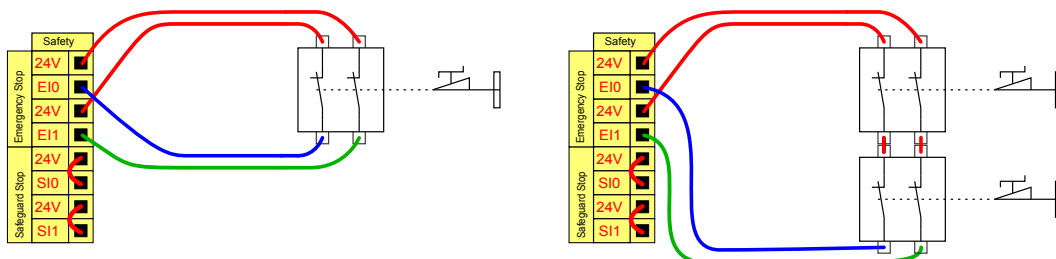 Safety
Emergency Stop
24V
EI0
24V
EI1
Safeguard Stop
24V
SI0
24V
SI1
Safety
Emergency Stop
24V
EI0
24V
EI1
Safeguard Stop
24V
SI0
24V
SI1